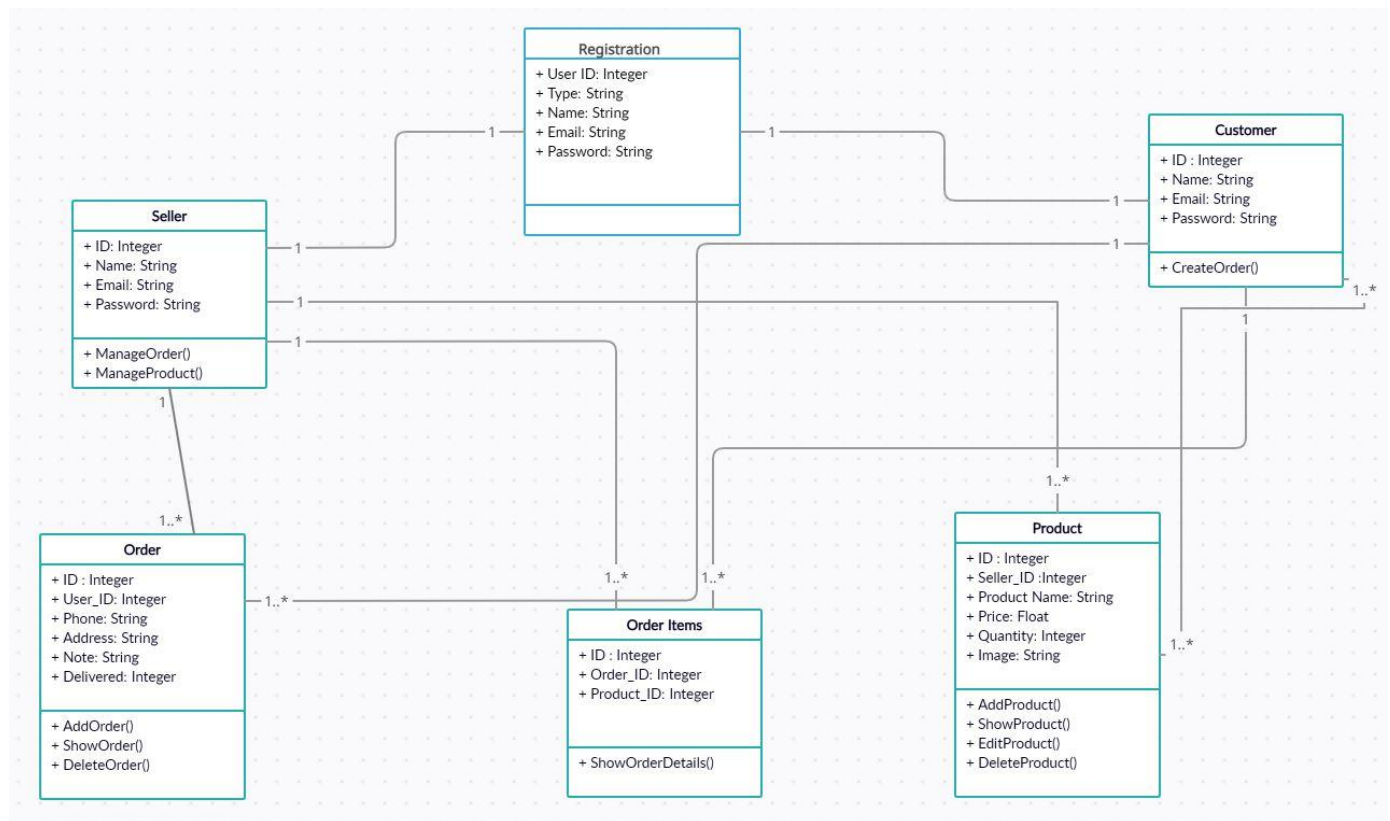 Registration
+ User ID: Integer
+ Type: String
+ Name: String
+ Email: String
+ Password: String
1
1
Customer
+ ID : Integer
+ Name: String
+ Email: String
+ Password: String
+ CreateOrder()
1
1
1..*
1
Seller
+ ID: Integer
+ Name: String
+ Email: String
+ Password: String
+ ManageOrder()
+ ManageProduct()
1
1
1
1
1..*
Order
+ ID : Integer
+ User_ID: Integer
+ Phone: String
+ Address: String
+ Note: String
+ Delivered: Integer
+ AddOrder()
+ ShowOrder()
+ DeleteOrder()
1..*
1..*
1..*
Order Items
+ ID : Integer
+ Order_ID: Integer
+ Product_ID: Integer
+ ShowOrderDetails()
1..*
Product
+ ID : Integer
+ Seller_ID :Integer
+ Product Name: String
+ Price: Float
+ Quantity: Integer
+ Image: String
+ AddProduct()
+ ShowProduct()
+ EditProduct()
+ DeleteProduct()
1..*